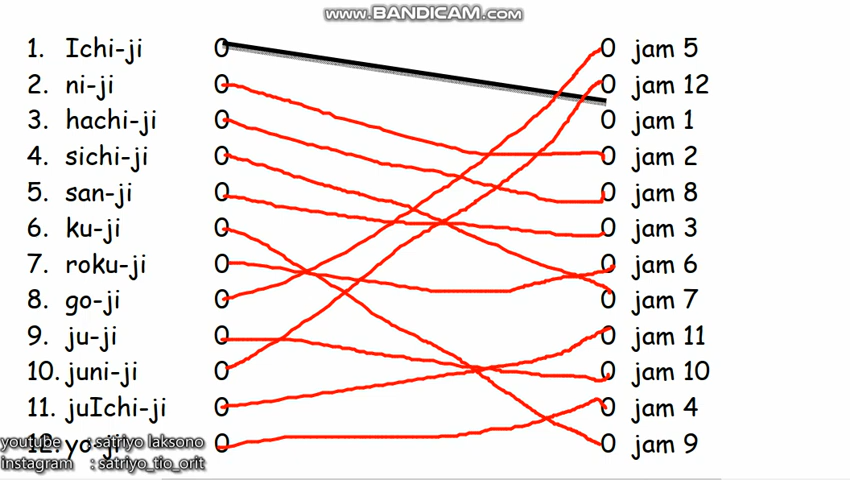 www.BANDICAM.com
1. Ichi-ji 0 0 jam 5
2. ni-ji 0 0 jam 12
3. hachi-ji 0 0 jam 1
4. sichi-ji 0 0 jam 2
5. san-ji 0 0 jam 8
6. ku-ji 0 0 jam 3
7. roku-ji 0 0 jam 6
8. go-ji 0 0 jam 7
9. ju-ji 0 0 jam 11
10. juni-ji 0 0 jam 10
11. juIchi-ji 0 0 jam 4
12. yo-ji 0 0 jam 9
youtube : satriyo laksono
instagram : satriyo_tio_orit